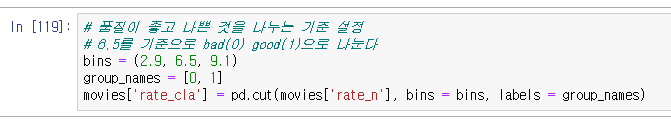 In [119]: # 품질이 좋고 나쁜 것을 나누는 기준 설정
# 6.5를 기준으로 bad(0) good(1)으로 나눈다
bins = (2.9, 6.5, 9.1)
group_names = [0, 1]
movies['rate_cla'] = pd.cut(movies['rate_n'], bins = bins, labels = group_names)